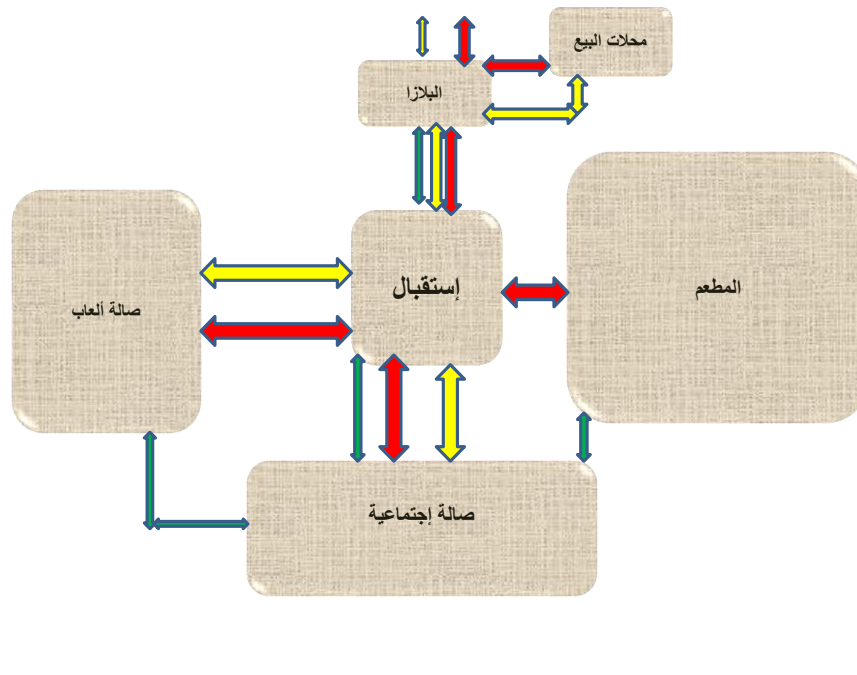 محلات البيع
البلازا
إستقبال
المطعم
صالة ألعاب
صالة إجتماعية